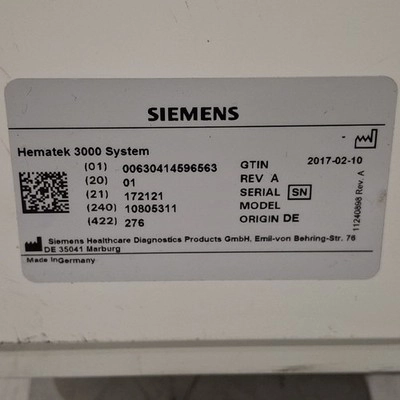 SIEMENS
Hematek 3000 System
(01) 00630414596563 GTIN 2017-02-10
(20) 01 REV A
(21) 172121 SERIAL SN
(240) 10805311 MODEL
(422) 276 ORIGIN DE
11240898 Rev. A
Siemens Healthcare Diagnostics Products GmbH, Emil-von Behring-Str. 76
DE 35041 Marburg
Made in Germany